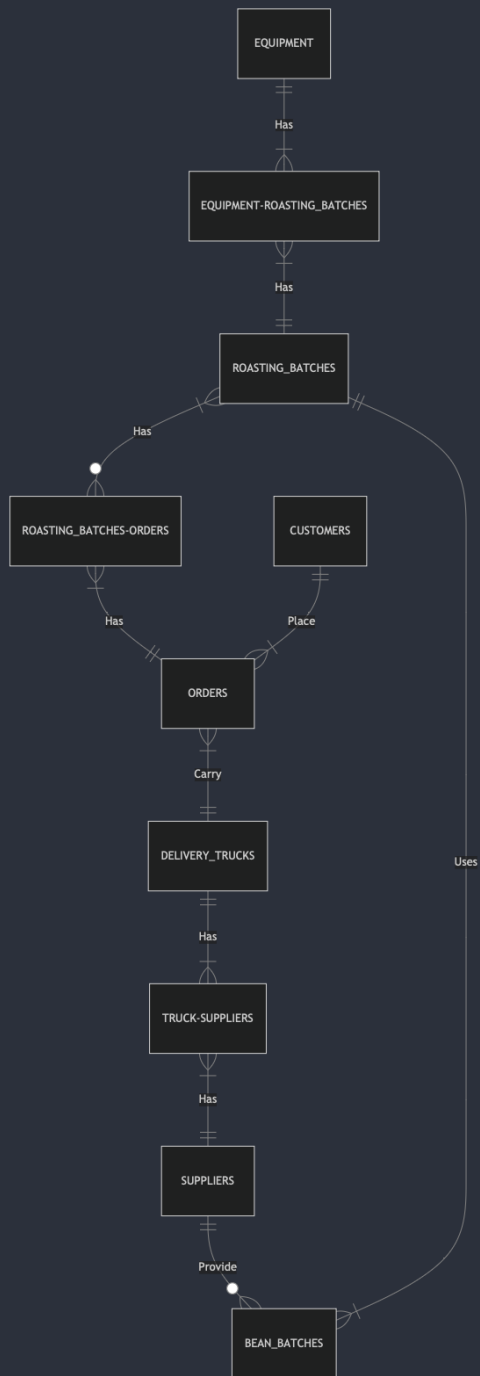 EQUIPMENT
Has
EQUIPMENT-ROASTING_BATCHES
Has
ROASTING_BATCHES
Has
ROASTING_BATCHES-ORDERS
CUSTOMERS
Has
Place
ORDERS
Carry
DELIVERY_TRUCKS
Uses
Has
TRUCK-SUPPLIERS
Has
SUPPLIERS
Provide
BEAN_BATCHES